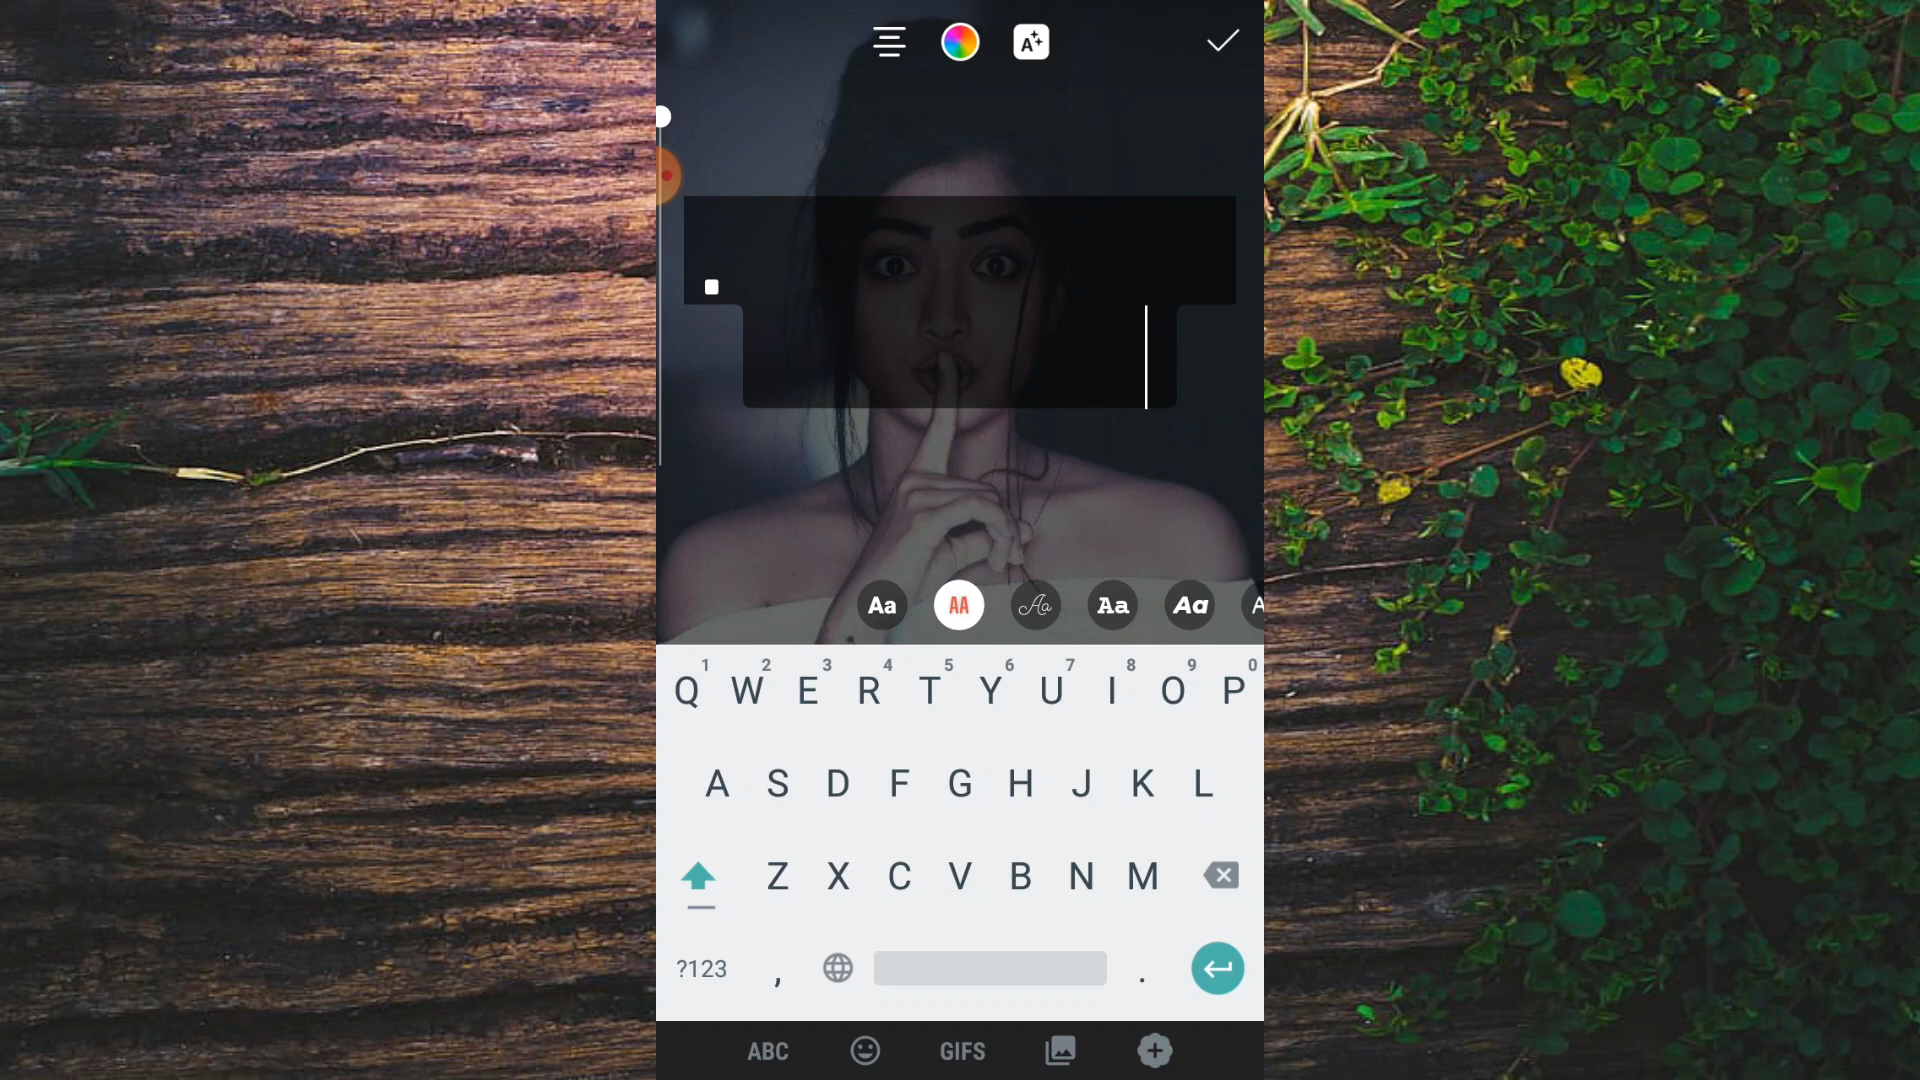 A
.
Aa
AA
Aa
Aa
Aa
A
1 2 3 4 5 6 7 8 9 0
Q W E R T Y U I O P
A S D F G H J K L
Z X C V B N M
?123 , .
ABC GIFS